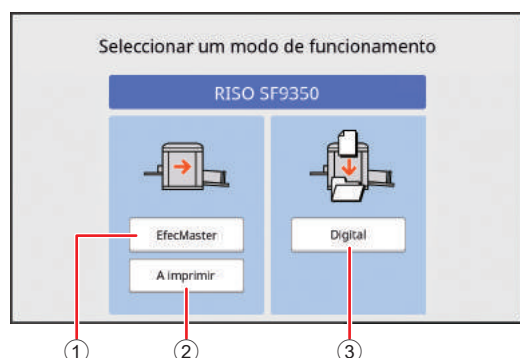 Seleccionar um modo de funcionamento
RISO SF9350
EfecMaster
Digital
A imprimir
1
2
3